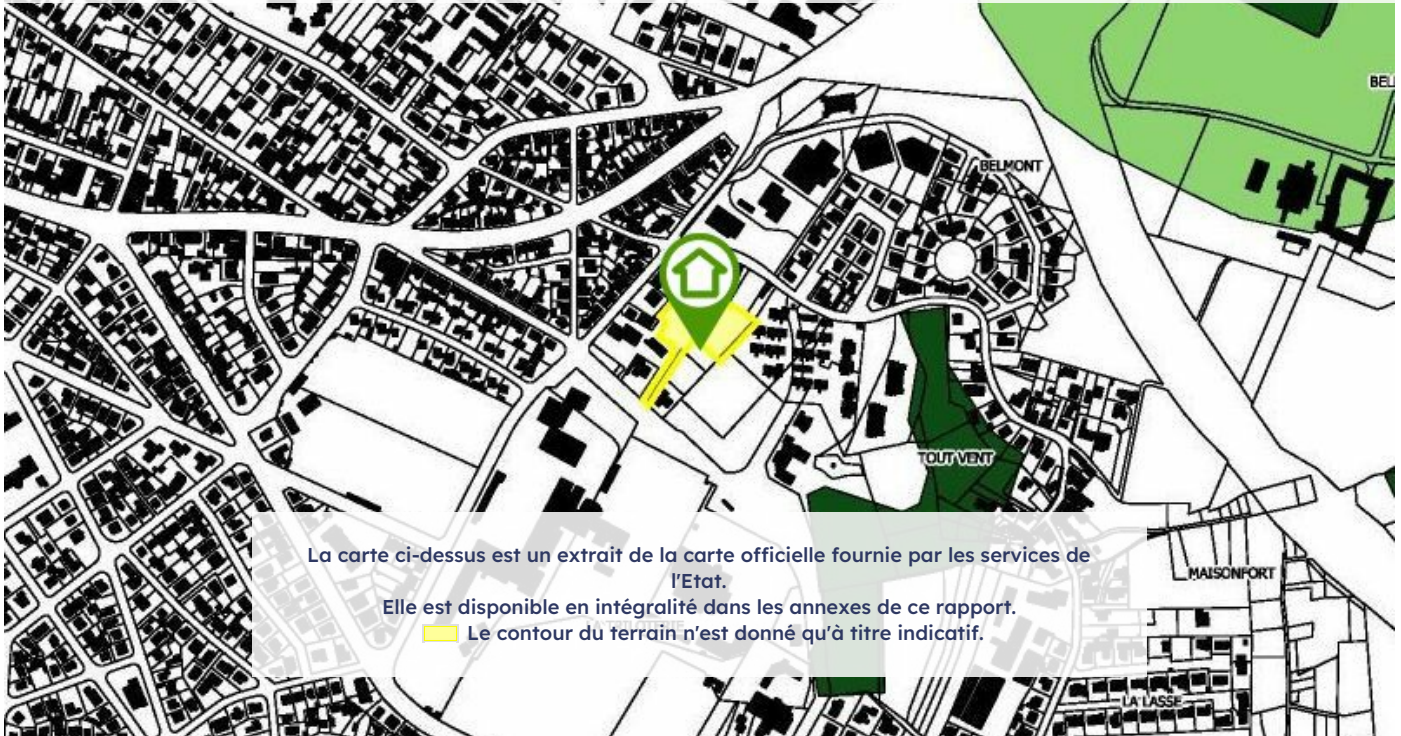 BELMONT
TOUT VENT
La carte ci-dessus est un extrait de la carte officielle fournie par les services de
l'Etat.
Elle est disponible en intégralité dans les annexes de ce rapport.
Le contour du terrain n'est donné qu'à titre indicatif.
MAISONFORT
LA LASSE